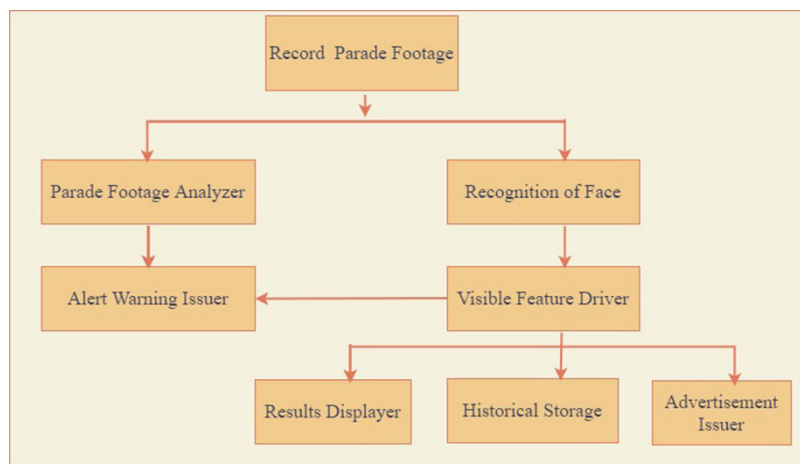 Record Parade Footage
Parade Footage Analyzer
Recognition of Face
Alert Warning Issuer
Visible Feature Driver
Results Displayer
Historical Storage
Advertisement
Issuer